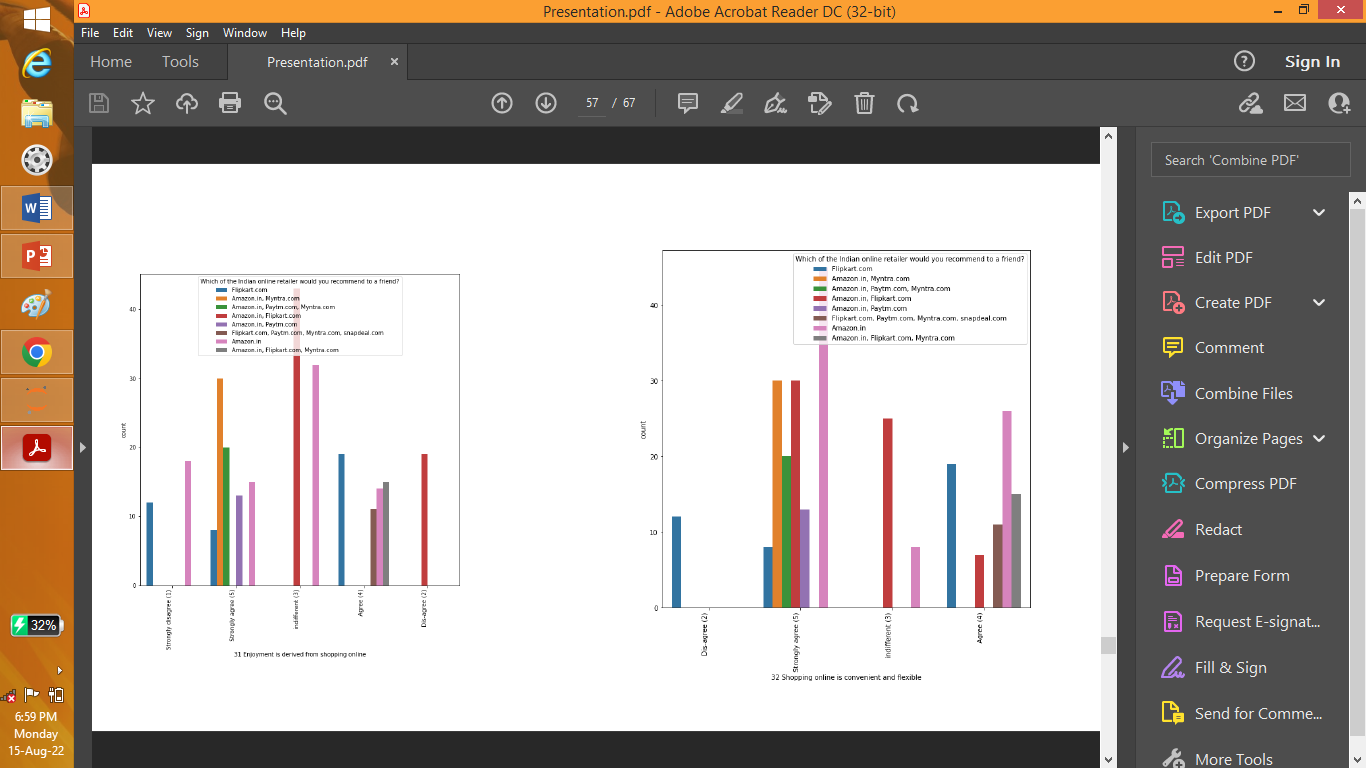 Presentation.pdf - Adobe Acrobat Reader DC (32-bit)
File Edit View Sign Window Help
Home Tools Presentation.pdf × Sign In
57 / 67
Search 'Combine PDF'
Export PDF
Edit PDF
Create PDF
Comment
Combine Files
Organize Pages
Compress PDF
Redact
Prepare Form
Request E-signat...
Fill & Sign
Send for Comme...
More Tools
Which of the Indian online retailer would you recommend to a friend?
Flipkart.com
Amazon.in, Myntra.com
Amazon.in, Paytm.com, Myntra.com
Amazon.in, Flipkart.com
Amazon.in, Paytm.com
Flipkart.com, Paytm.com, Myntra.com, snapdeal.com
Amazon.in
Amazon.in, Flipkart.com, Myntra.com
40
30
20
10
0
count
Strongly disagree (1)
Strongly agree (5)
indifferent (3)
Agree (4)
Dis-agree (2)
31 Enjoyment is derived from shopping online
Which of the Indian online retailer would you recommend to a friend?
Flipkart.com
Amazon.in, Myntra.com
Amazon.in, Paytm.com, Myntra.com
Amazon.in, Flipkart.com
Amazon.in, Paytm.com
Flipkart.com, Paytm.com, Myntra.com, snapdeal.com
Amazon.in
Amazon.in, Flipkart.com, Myntra.com
40
30
20
10
0
count
Dis-agree (2)
Strongly agree (5)
indifferent (3)
Agree (4)
32 Shopping online is convenient and flexible
32%
6:59 PM
Monday
15-Aug-22